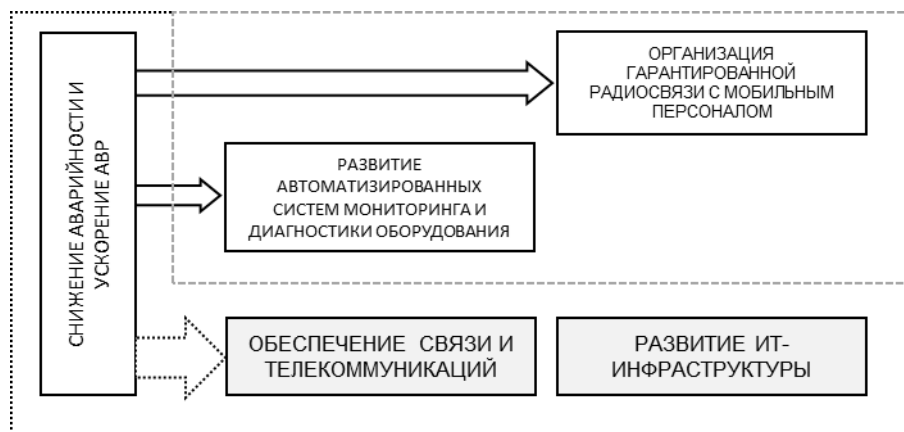 СНИЖЕНИЕ АВАРИЙНОСТИ И
УСКОРЕНИЕ АВР
ОРГАНИЗАЦИЯ
ГАРАНТИРОВАННОЙ
РАДИОСВЯЗИ С МОБИЛЬНЫМ
ПЕРСОНАЛОМ
РАЗВИТИЕ
АВТОМАТИЗИРОВАННЫХ
СИСТЕМ МОНИТОРИНГА И
ДИАГНОСТИКИ ОБОРУДОВАНИЯ
ОБЕСПЕЧЕНИЕ СВЯЗИ И
ТЕЛЕКОММУНИКАЦИЙ
РАЗВИТИЕ ИТ-
ИНФРАСТРУКТУРЫ